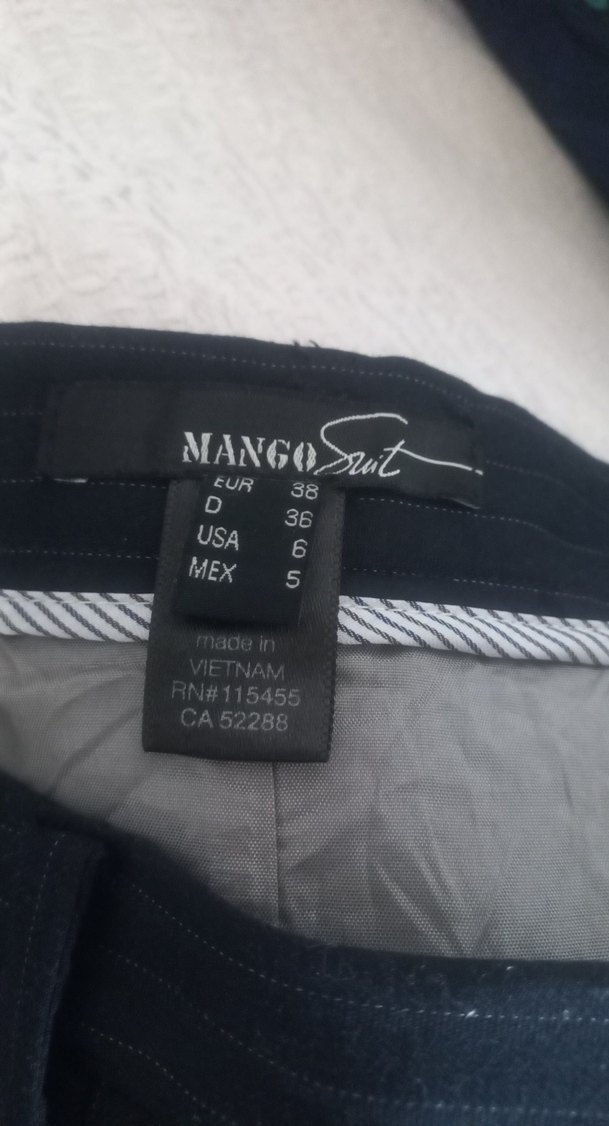 MANGO Suit
EUR 38
D 36
USA 6
MEX 5
made in
VIETNAM
RN#115455
CA 52288